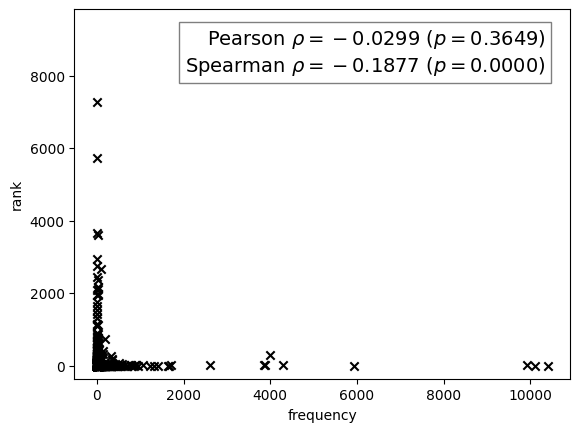 Pearson ρ = −0.0299 (p = 0.3649)
Spearman ρ = −0.1877 (p = 0.0000)
8000
6000
4000
2000
0
rank
0 2000 4000 6000 8000 10000
frequency